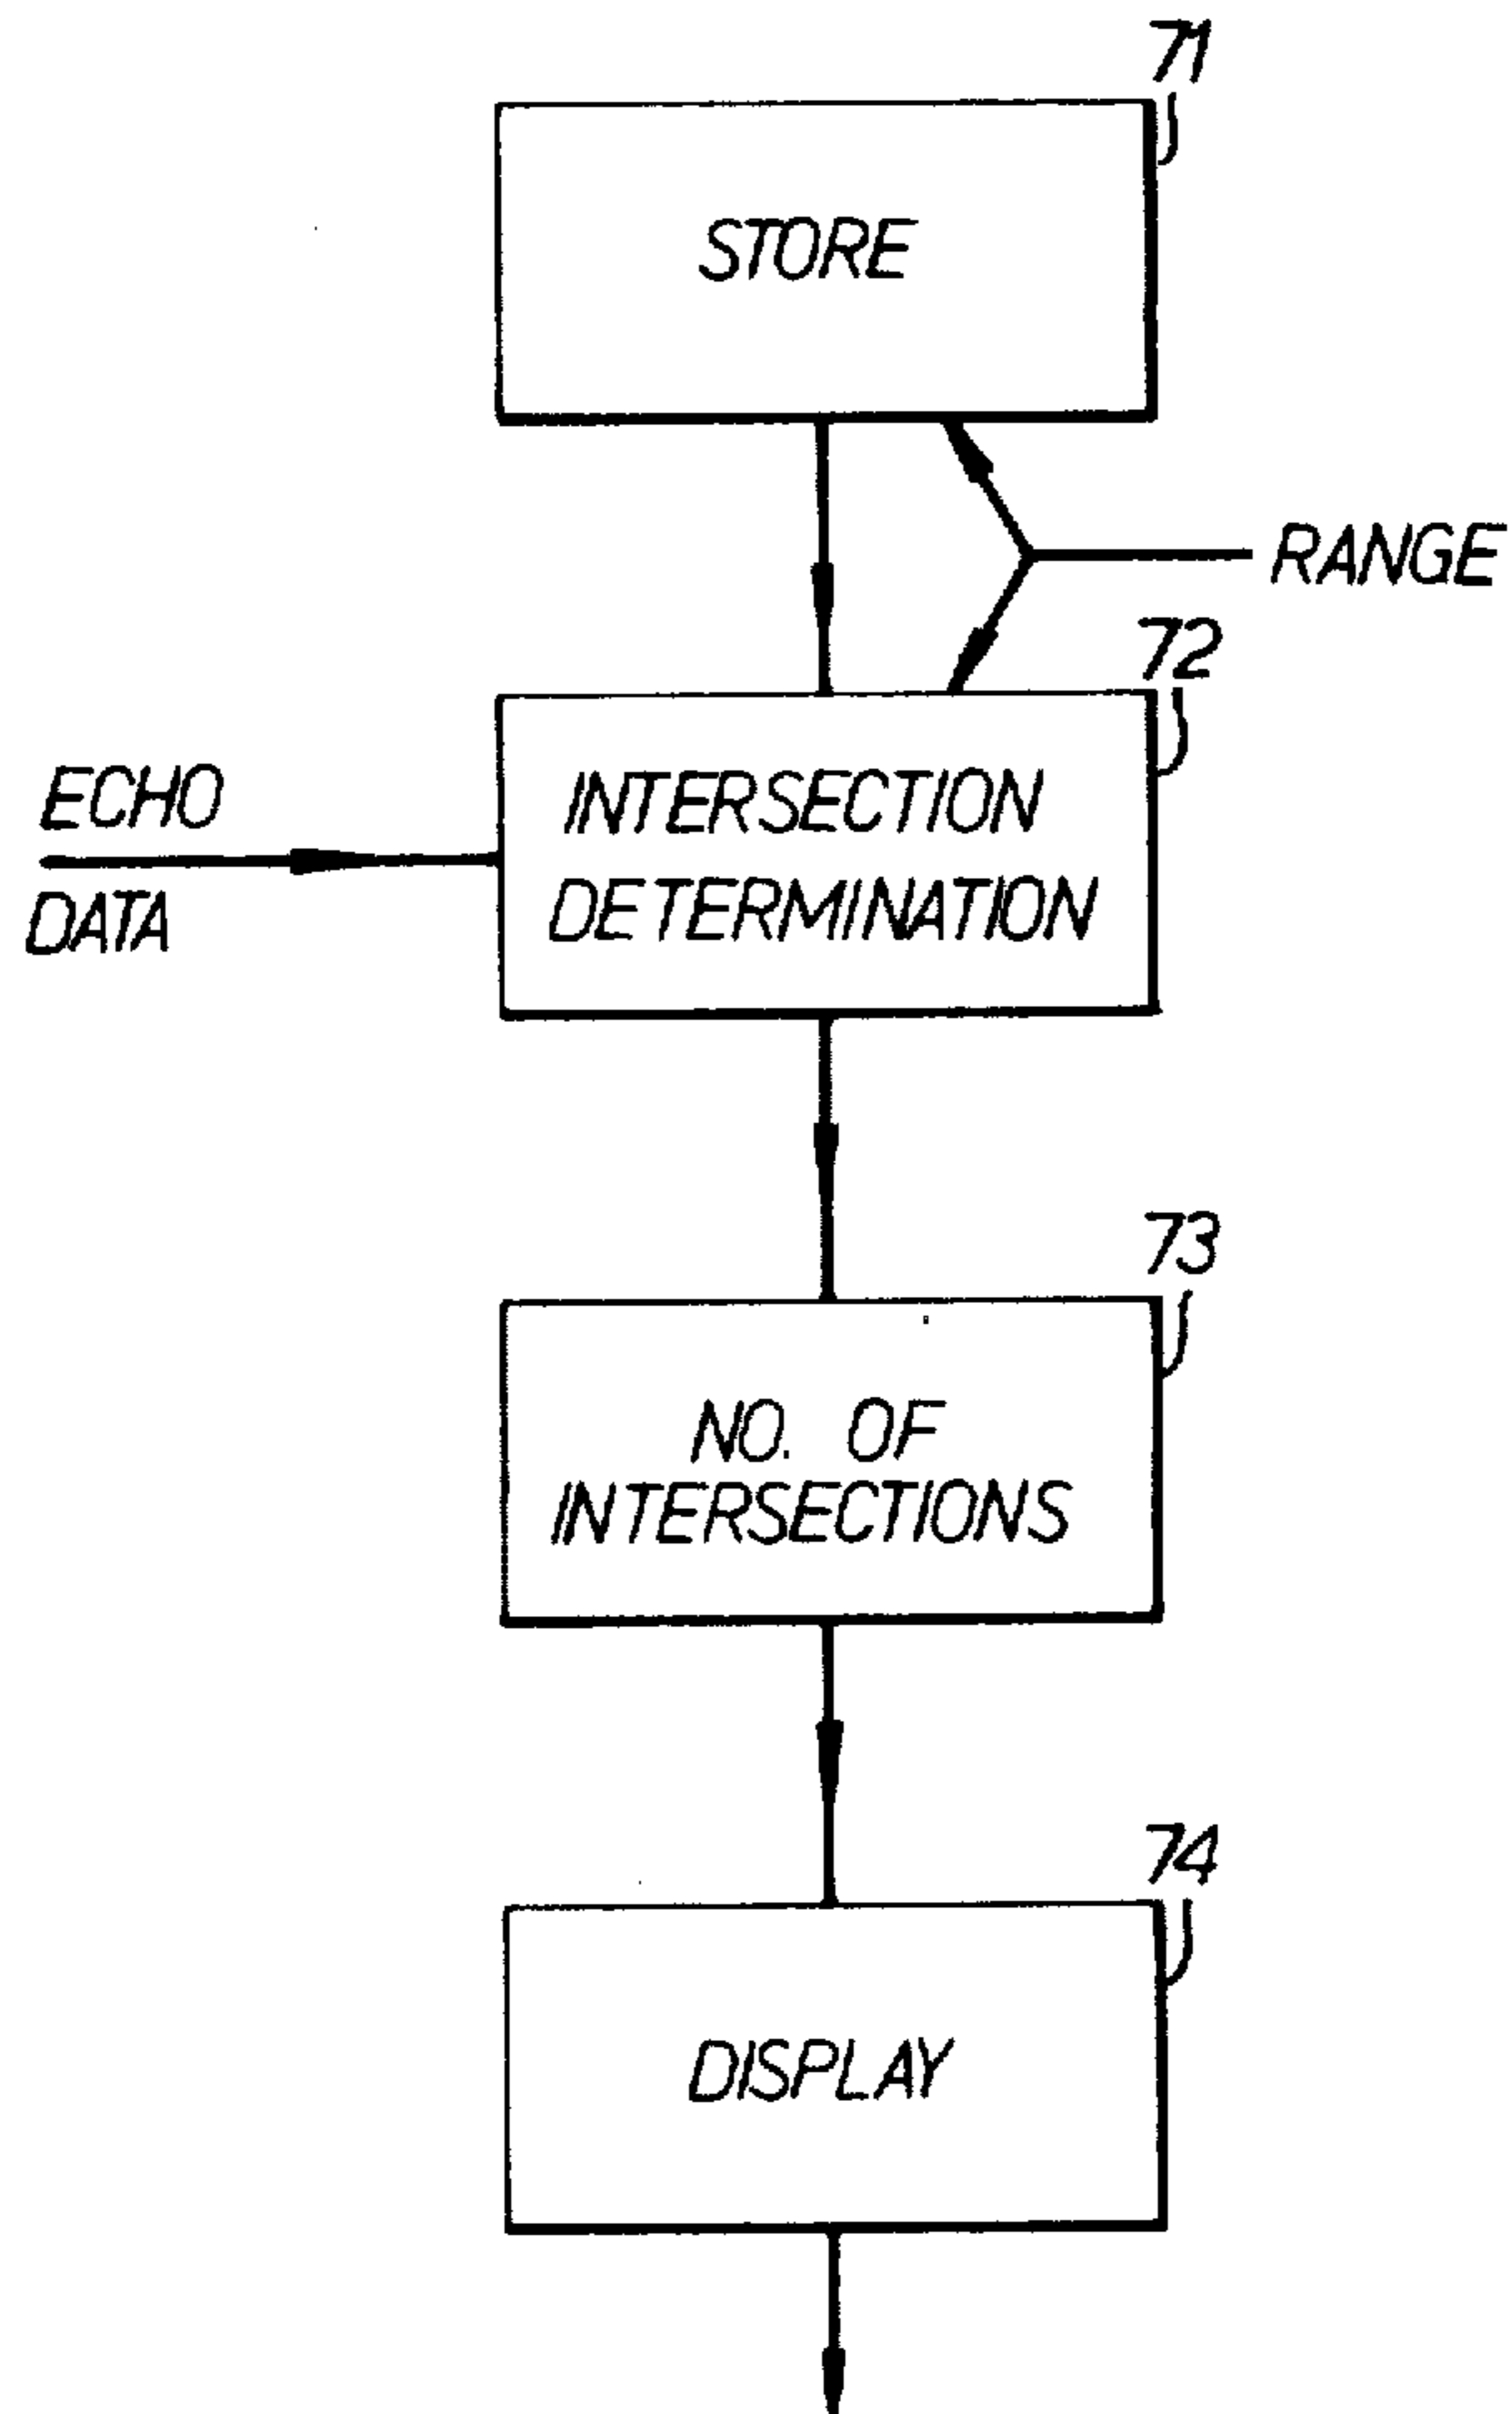 71
STORE
RANGE
72
ECHO
DATA
INTERSECTION
DETERMINATION
73
NO. OF
INTERSECTIONS
74
DISPLAY